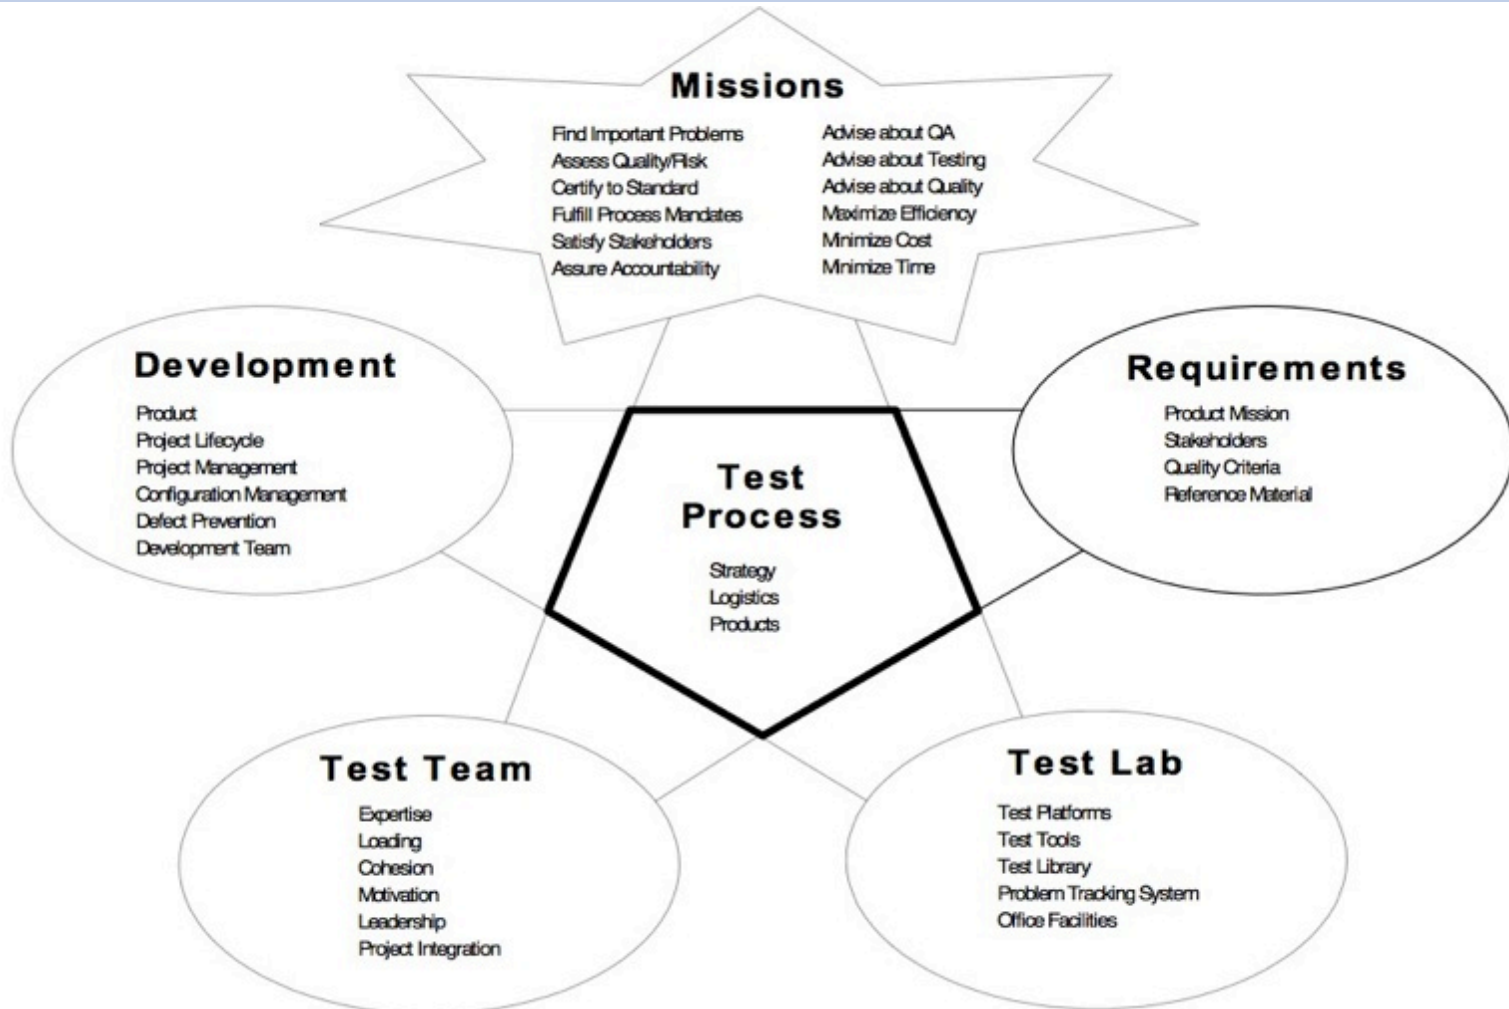 Missions
Find Important Problems
Assess Quality/Risk
Certify to Standard
Fulfill Process Mandates
Satisfy Stakeholders
Assure Accountability
Advise about QA
Advise about Testing
Advise about Quality
Maximize Efficiency
Minimize Cost
Minimize Time
Development
Product
Project Lifecycle
Project Management
Configuration Management
Defect Prevention
Development Team
Requirements
Product Mission
Stakeholders
Quality Criteria
Reference Material
Test
Process
Strategy
Logistics
Products
Test Team
Expertise
Loading
Cohesion
Motivation
Leadership
Project Integration
Test Lab
Test Platforms
Test Tools
Test Library
Problem Tracking System
Office Facilities